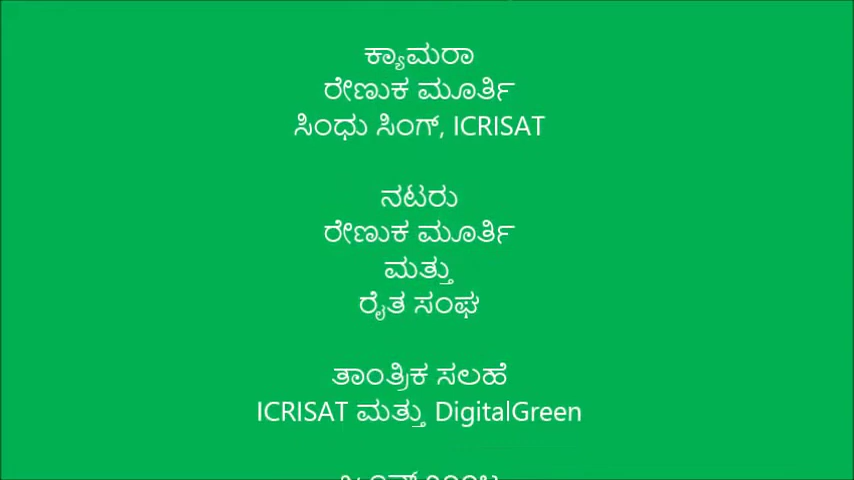 ಕ್ಯಾಮರಾ
ರೇಣುಕ ಮೂರ್ತಿ
ಸಿಂಧು ಸಿಂಗ್, ICRISAT
ನಟರು
ರೇಣುಕ ಮೂರ್ತಿ
ಮತ್ತು
ರೈತ ಸಂಘ
ತಾಂತ್ರಿಕ ಸಲಹೆ
ICRISAT ಮತ್ತು DigitalGreen